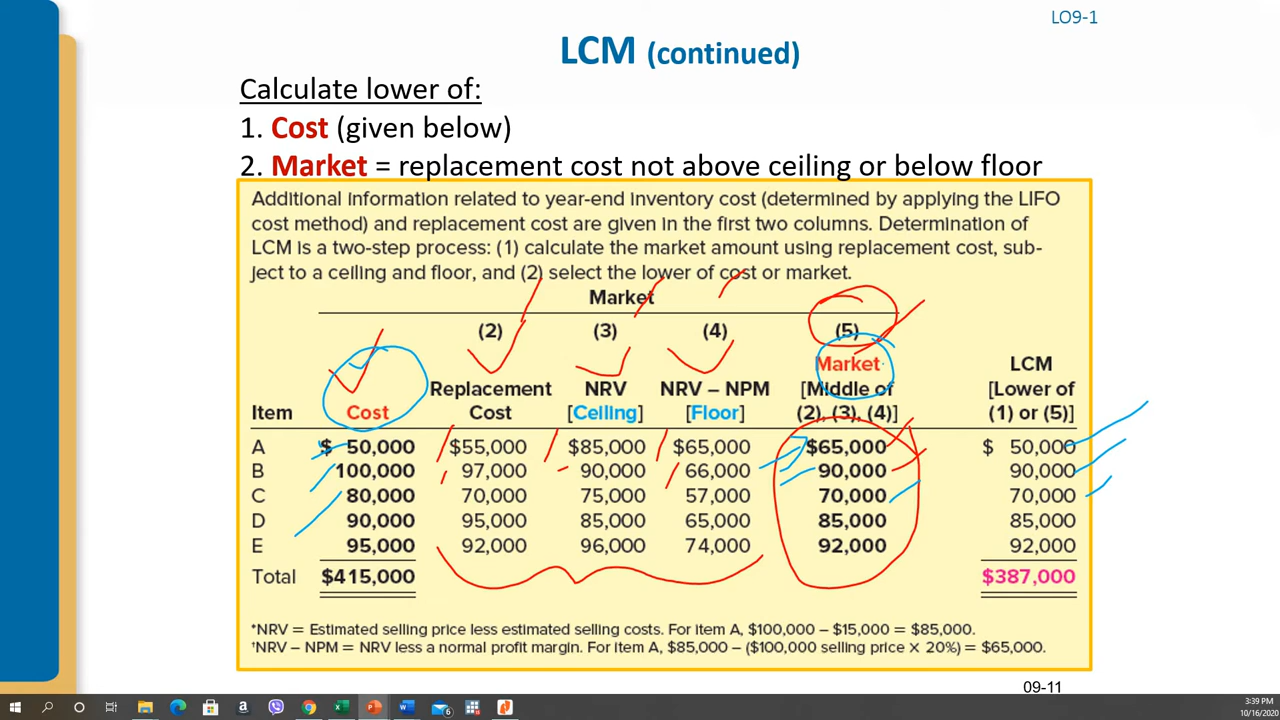 LO9-1
LCM (continued)
Calculate lower of:
1. Cost (given below)
2. Market = replacement cost not above ceiling or below floor
Additional information related to year-end inventory cost (determined by applying the LIFO
cost method) and replacement cost are given in the first two columns. Determination of
LCM is a two-step process: (1) calculate the market amount using replacement cost, sub-
ject to a ceiling and floor, and (2) select the lower of cost or market.
Market
(2) (3) (4) (5)
Market LCM
Replacement NRV NRV – NPM [Middle of [Lower of
Item Cost Cost [Ceiling] [Floor] (2), (3), (4)] (1) or (5)]
A $ 50,000 $55,000 $85,000 $65,000 $65,000 $ 50,000
B 100,000 97,000 90,000 66,000 90,000 90,000
C 80,000 70,000 75,000 57,000 70,000 70,000
D 90,000 95,000 85,000 65,000 85,000 85,000
E 95,000 92,000 96,000 74,000 92,000 92,000
Total $415,000 $387,000
*NRV = Estimated selling price less estimated selling costs. For item A, $100,000 – $15,000 = $85,000.
†NRV – NPM = NRV less a normal profit margin. For item A, $85,000 – ($100,000 selling price × 20%) = $65,000.
09-11
3:39 PM
10/16/2020